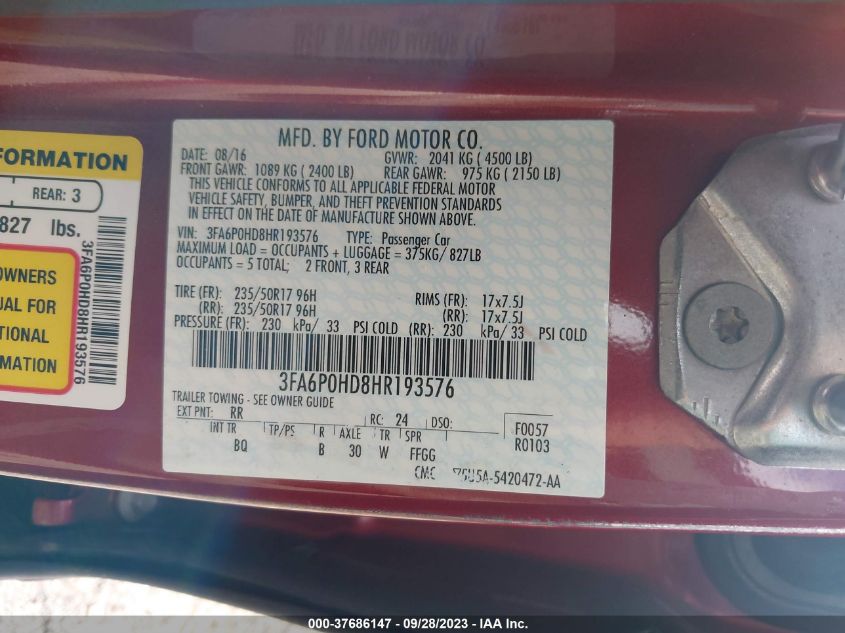 FORMATION
REAR: 3
827 lbs.
OWNERS
UAL FOR
TIONAL
INFORMATION
3FA6P0HD8HR193576
MFD. BY FORD MOTOR CO.
DATE: 08/16 GVWR: 2041 KG ( 4500 LB)
FRONT GAWR: 1089 KG ( 2400 LB) REAR GAWR: 975 KG ( 2150 LB)
THIS VEHICLE CONFORMS TO ALL APPLICABLE FEDERAL MOTOR
VEHICLE SAFETY, BUMPER, AND THEFT PREVENTION STANDARDS
IN EFFECT ON THE DATE OF MANUFACTURE SHOWN ABOVE.
VIN: 3FA6P0HD8HR193576 TYPE: Passenger Car
MAXIMUM LOAD = OCCUPANTS + LUGGAGE = 375KG/ 827LB
OCCUPANTS = 5 TOTAL; 2 FRONT, 3 REAR
TIRE (FR): 235/50R17 96H RIMS (FR): 17x7.5J
(RR): 235/50R17 96H (RR): 17x7.5J
PRESSURE (FR): 230 kPa/ 33 PSI COLD (RR): 230 kPa/ 33 PSI COLD
3FA6P0HD8HR193576
TRAILER TOWING - SEE OWNER GUIDE
EXT PNT: RR RC: 24 DSO: F0057
INT TR TP/PS R AXLE TR SPR R0103
BQ B 30 W FFGG
CMC 5U5A-5420472-AA
000-37686147 - 09/28/2023 - IAA, Inc.